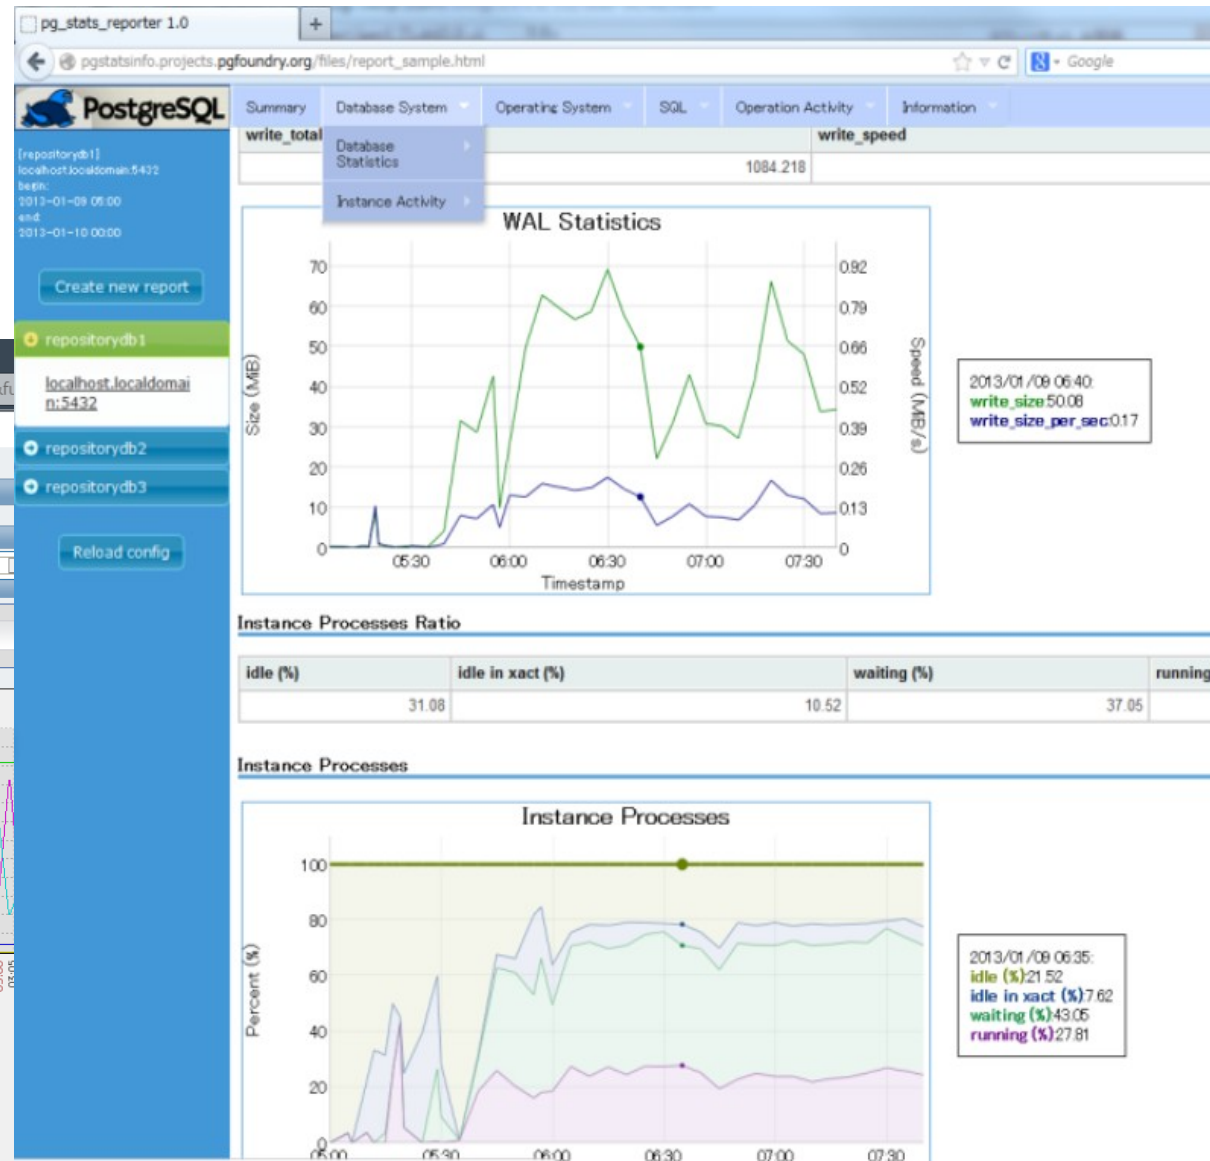 pg_stats_reporter 1.0
+
pgstatsinfo.projects.pgfoundry.org/files/report_sample.html
Google
PostgreSQL
Summary
Database System
Operating System
SQL
Operation Activity
Information
Database
Statistics
Instance Activity
[repositorydb1]
localhost.localdomain:5432
begin:
2013-01-09 05:00
end:
2013-01-10 00:00
Create new report
repositorydb1
localhost.localdomai
n:5432
repositorydb2
repositorydb3
Reload config
write_total
write_speed
1084.218
WAL Statistics
Size (MiB)
70
60
50
40
30
20
10
0
0.92
0.79
0.66
0.52
0.39
0.26
0.13
0
Speed (MiB/s)
05:30
06:00
06:30
07:00
07:30
Timestamp
2013/01/09 06:40:
write_size:50.08
write_size_per_sec:0.17
Instance Processes Ratio
idle (%)
idle in xact (%)
waiting (%)
running
31.08
10.52
37.05
Instance Processes
Instance Processes
Percent (%)
100
80
60
40
20
0
05:00
05:30
06:00
06:30
07:00
07:30
2013/01/09 06:35:
idle (%):21.52
idle in xact (%):7.62
waiting (%):43.05
running (%):27.81